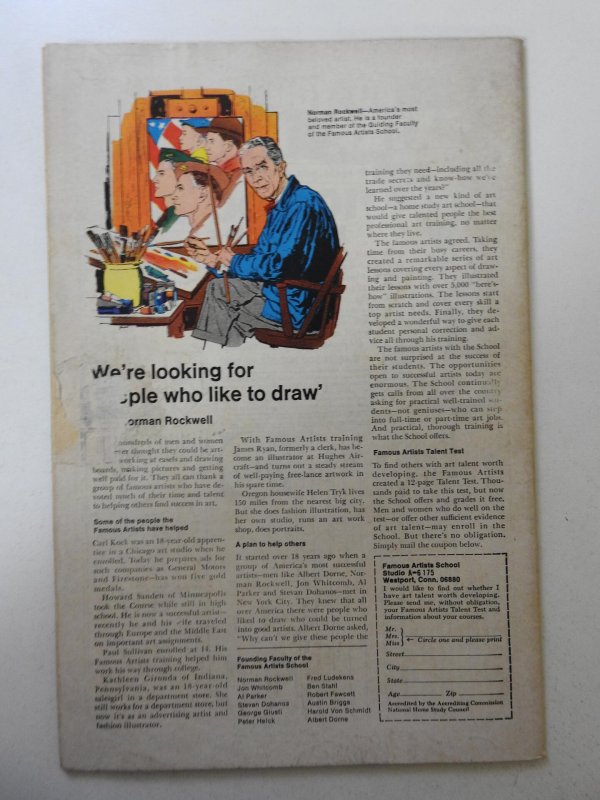 Norman Rockwell—America's most
beloved artist. He is a founder
and member of the Guiding Faculty
of the Famous Artists School.
We're looking for
ple who like to draw'
orman Rockwell
hundreds of men and women
er thought they could be art-
working at easels and drawing
boards, making pictures and getting
well paid for it. They all can thank a
group of famous artists who have de-
voted much of their time and talent
to helping others find success in art.
Some of the people the
Famous Artists have helped
Carl Kock was an 18-year-old appren-
tice in a Chicago art studio when he
enrolled. Today he prepares ads for
such companies as General Motors
and Firestone—has won five gold
medals.
Howard Sanden of Minneapolis
took the Course while still in high
school. He is now a successful artist—
recently he and his wife traveled
through Europe and the Middle East
on important art assignments.
Paul Sullivan enrolled at 14. His
Famous Artists training helped him
work his way through college.
Kathleen Gironda of Indiana,
Pennsylvania, was an 18-year-old
salesgirl in a department store. She
still works for a department store, but
now it's as an advertising artist and
fashion illustrator.
With Famous Artists training
James Ryan, formerly a clerk, has be-
come an illustrator at Hughes Air-
craft—and turns out a steady stream
of well-paying free-lance artwork in
his spare time.
Oregon housewife Helen Tryk lives
150 miles from the nearest big city.
But she does fashion illustration, has
her own studio, runs an art work
shop, does portraits.
A plan to help others
It started over 18 years ago when a
group of America's most successful
artists—men like Albert Dorne, Nor-
man Rockwell, Jon Whitcomb, Al
Parker and Stevan Dohanos—met in
New York City. They knew that all
over America there were people who
liked to draw who could be turned
into good artists. Albert Dorne asked,
"Why can't we give these people the
Founding Faculty of the
Famous Artists School
Norman Rockwell
Jon Whitcomb
Al Parker
Stevan Dohanos
George Giusti
Peter Helck
Fred Ludekens
Ben Stahl
Robert Fawcett
Austin Briggs
Harold Von Schmidt
Albert Dorne
training they need—including all the
trade secrets and know-how we've
learned over the years?"
He suggested a new kind of art
school—a home study art school—that
would give talented people the best
professional art training, no matter
where they live.
The famous artists agreed. Taking
time from their busy careers, they
created a remarkable series of art
lessons covering every aspect of draw-
ing and painting. They illustrated
their lessons with over 5,000 "here's-
how" illustrations. The lessons start
from scratch and cover every skill a
top artist needs. Finally, they de-
veloped a wonderful way to give each
student personal correction and ad-
vice all through his training.
The famous artists with the School
are not surprised at the success of
their students. The opportunities
open to successful artists today are
enormous. The School continually
gets calls from all over the country
asking for practical well-trained stu-
dents—not geniuses—who can step
into full-time or part-time art jobs.
And practical, thorough training is
what the School offers.
Famous Artists Talent Test
To find others with art talent worth
developing, the Famous Artists
created a 12-page Talent Test. Thou-
sands paid to take this test, but now
the School offers and grades it free.
Men and women who do well on the
test—or offer other sufficient evidence
of art talent—may enroll in the
School. But there's no obligation.
Simply mail the coupon below.
Famous Artists School
Studio A-6175
Westport, Conn. 06880
I would like to find out whether I
have art talent worth developing.
Please send me, without obligation,
your Famous Artists Talent Test and
information about your courses.
Mr.
Mrs. ← Circle one and please print
Miss
Street
City
State
Age Zip
Accredited by the Accrediting Commission
National Home Study Council